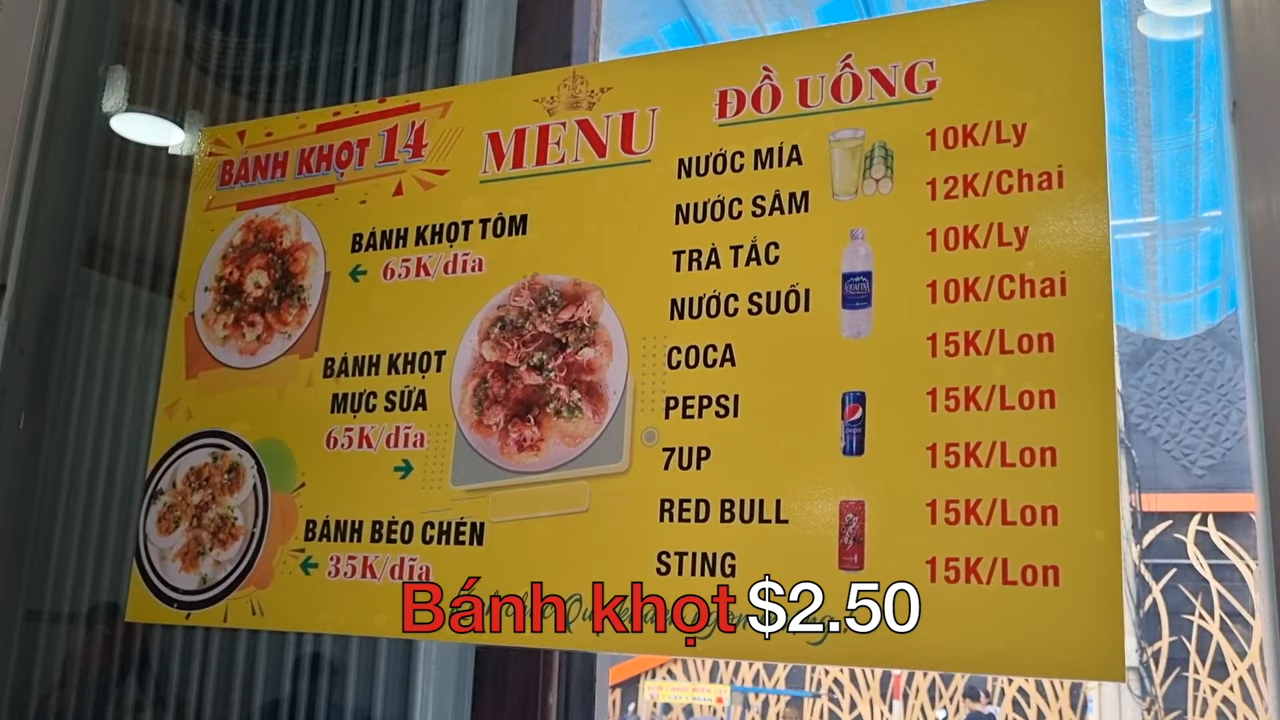 BÁNH KHỌT 14
MENU
BÁNH KHỌT TÔM
65K/dĩa
BÁNH KHỌT
MỰC SỮA
65K/dĩa
BÁNH BÈO CHÉN
35K/dĩa
ĐỒ UỐNG
NƯỚC MÍA 10K/Ly
NƯỚC SÂM 12K/Chai
TRÀ TẮC 10K/Ly
NƯỚC SUỐI 10K/Chai
COCA 15K/Lon
PEPSI 15K/Lon
7UP 15K/Lon
RED BULL 15K/Lon
STING 15K/Lon
AQUAFINA
pepsi
Bánh khọt $2.50